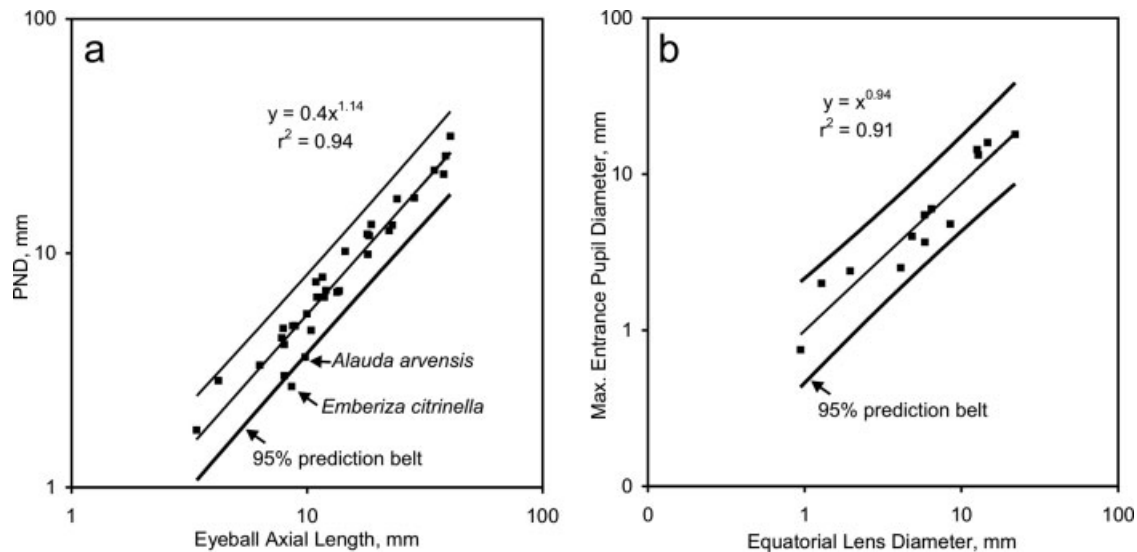 a
100
10
1
1
10
100
PND, mm
Eyeball Axial Length, mm
y = 0.4x^1.14
r² = 0.94
Alauda arvensis
Emberiza citrinella
95% prediction belt
b
100
10
1
0
0
1
10
100
Max. Entrance Pupil Diameter, mm
Equatorial Lens Diameter, mm
y = x^0.94
r² = 0.91
95% prediction belt